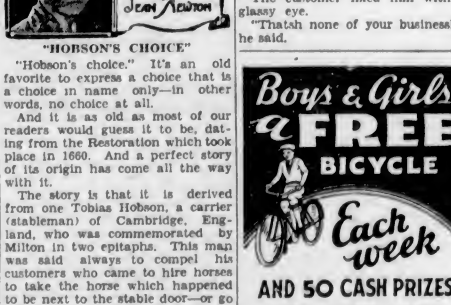 JEAN NEWTON
"HOBSON'S CHOICE"
"Hobson's choice." It's an old
favorite to express a choice that is
a choice in name only—in other
words, no choice at all.
And it is as old as most of our
readers would guess it to be, dat-
ing from the Restoration which took
place in 1660. And a perfect story
of its origin has come all the way
with it.
The story is that it is derived
from one Tobias Hobson, a carrier
(stableman) of Cambridge, Eng-
land, who was commemorated by
Milton in two epitaphs. This man
was said always to compel his
customers who came to hire horses
to take the horse which happened
to be next to the stable door—or go
glassy eye.
"Thatsh none of your business
he said.
Boys & Girls
a FREE
BICYCLE
Each
week
AND 50 CASH PRIZES